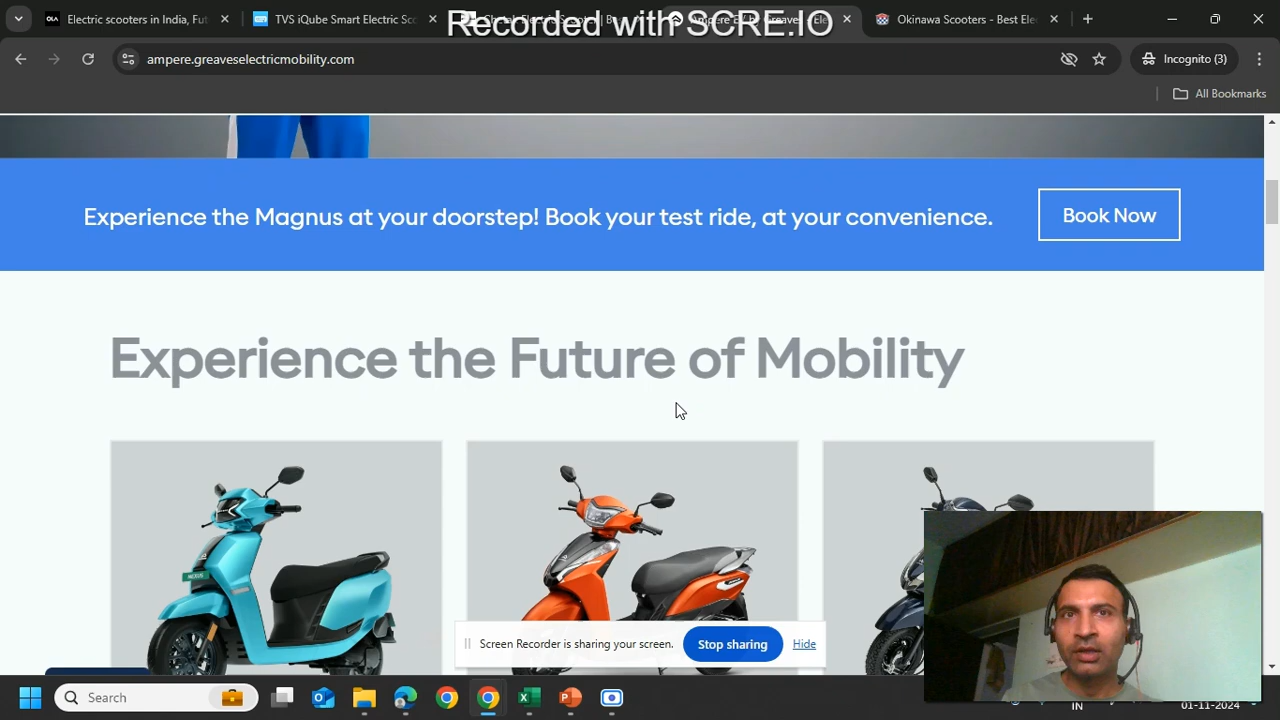 Electric scooters in India, Fut
TVS iQube Smart Electric Sco
Okinawa Scooters - Best Ele
Recorded with SCRE.IO
ampere.greaveselectricmobility.com
Incognito (3)
All Bookmarks
Experience the Magnus at your doorstep! Book your test ride, at your convenience.
Book Now
Experience the Future of Mobility
NEXUS
Screen Recorder is sharing your screen.
Stop sharing
Hide
Search
IN
01-11-2024